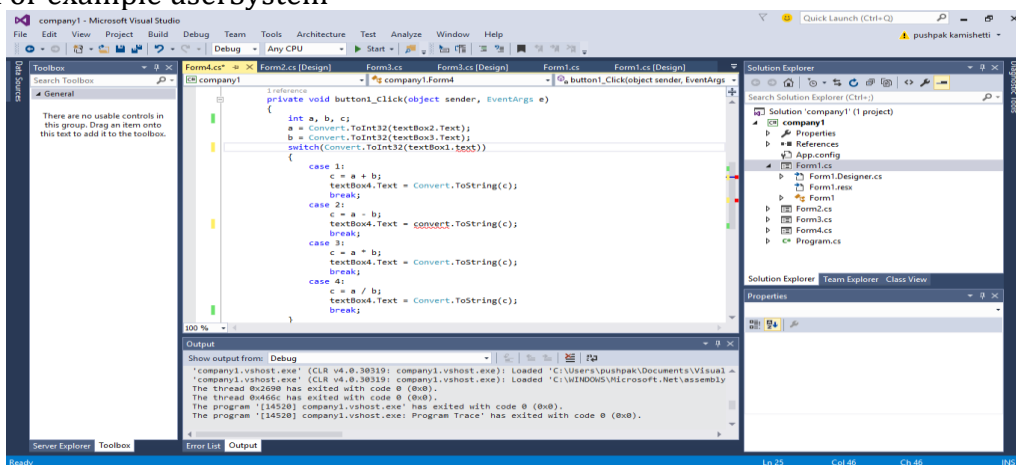 For example usersystem
company1 - Microsoft Visual Studio
Quick Launch (Ctrl+Q)
File Edit View Project Build Debug Team Tools Architecture Test Analyze Window Help
pushpak kamishetti
Debug Any CPU Start
Data Sources
Toolbox
Search Toolbox
General
There are no usable controls in
this group. Drag an item onto
this text to add it to the toolbox.
Server Explorer Toolbox
Form4.cs* Form2.cs [Design] Form3.cs Form3.cs [Design] Form1.cs Form1.cs [Design]
company1 company1.Form4 button1_Click(object sender, EventArgs
1 reference
private void button1_Click(object sender, EventArgs e)
{
int a, b, c;
a = Convert.ToInt32(textBox2.Text);
b = Convert.ToInt32(textBox3.Text);
switch(Convert.ToInt32(textBox1.text))
{
case 1:
c = a + b;
textBox4.Text = Convert.ToString(c);
break;
case 2:
c = a - b;
textBox4.Text = convert.ToString(c);
break;
case 3:
c = a * b;
textBox4.Text = Convert.ToString(c);
break;
case 4:
c = a / b;
textBox4.Text = Convert.ToString(c);
break;
}
100 %
Output
Show output from: Debug
'company1.vshost.exe' (CLR v4.0.30319: company1.vshost.exe): Loaded 'C:\Users\pushpak\Documents\Visual
'company1.vshost.exe' (CLR v4.0.30319: company1.vshost.exe): Loaded 'C:\WINDOWS\Microsoft.Net\assembly
The thread 0x2690 has exited with code 0 (0x0).
The thread 0x466c has exited with code 0 (0x0).
The program '[14520] company1.vshost.exe' has exited with code 0 (0x0).
The program '[14520] company1.vshost.exe: Program Trace' has exited with code 0 (0x0).
Error List Output
Solution Explorer
Search Solution Explorer (Ctrl+;)
Solution 'company1' (1 project)
company1
Properties
References
App.config
Form1.cs
Form1.Designer.cs
Form1.resx
Form1
Form2.cs
Form3.cs
Form4.cs
Program.cs
Solution Explorer Team Explorer Class View
Properties
Diagnostic Tools
Ready Ln 25 Col 46 Ch 46 INS